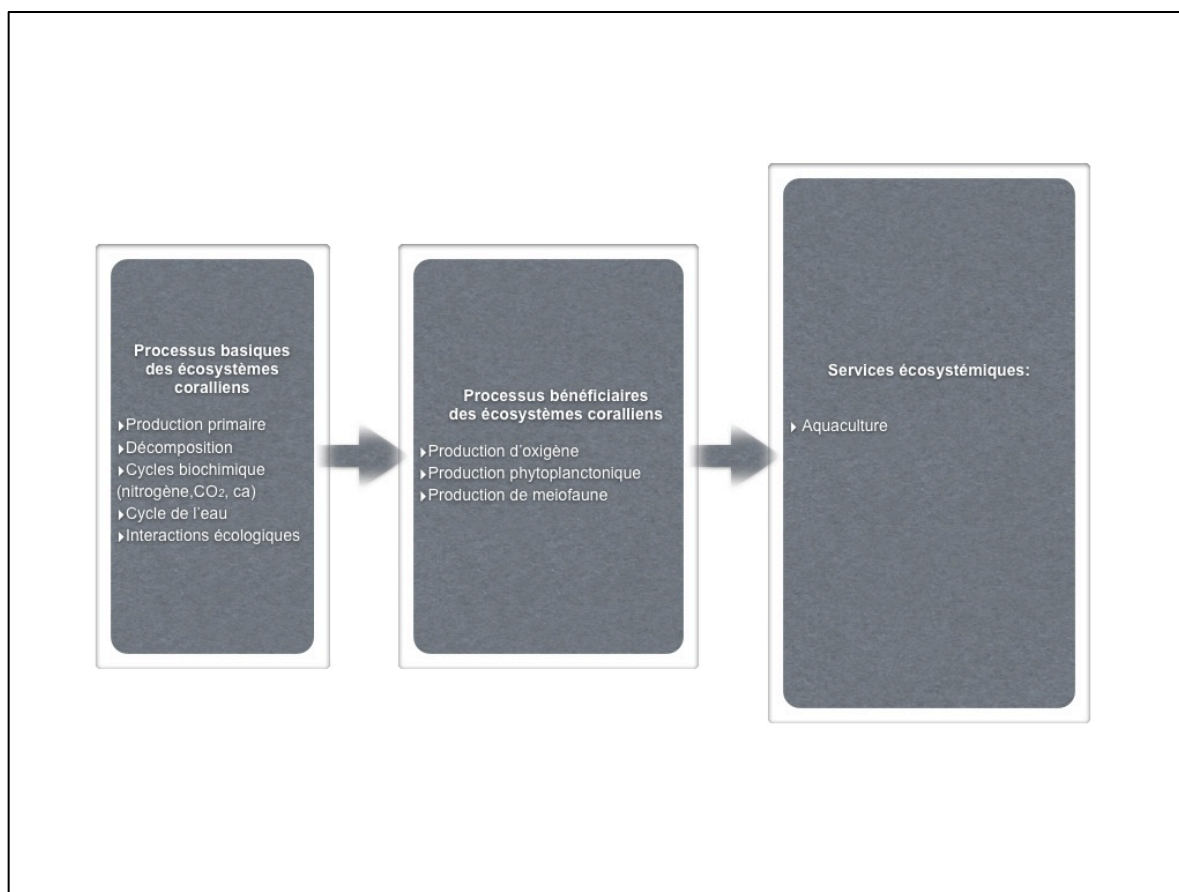 Processus basiques
des écosystèmes
coralliens
Production primaire
Décomposition
Cycles biochimique
(nitrogène,CO₂, ca)
Cycle de l'eau
Interactions écologiques
Processus bénéficiaires
des écosystèmes coralliens
Production d'oxigène
Production phytoplanctonique
Production de meiofaune
Services écosystémiques:
Aquaculture